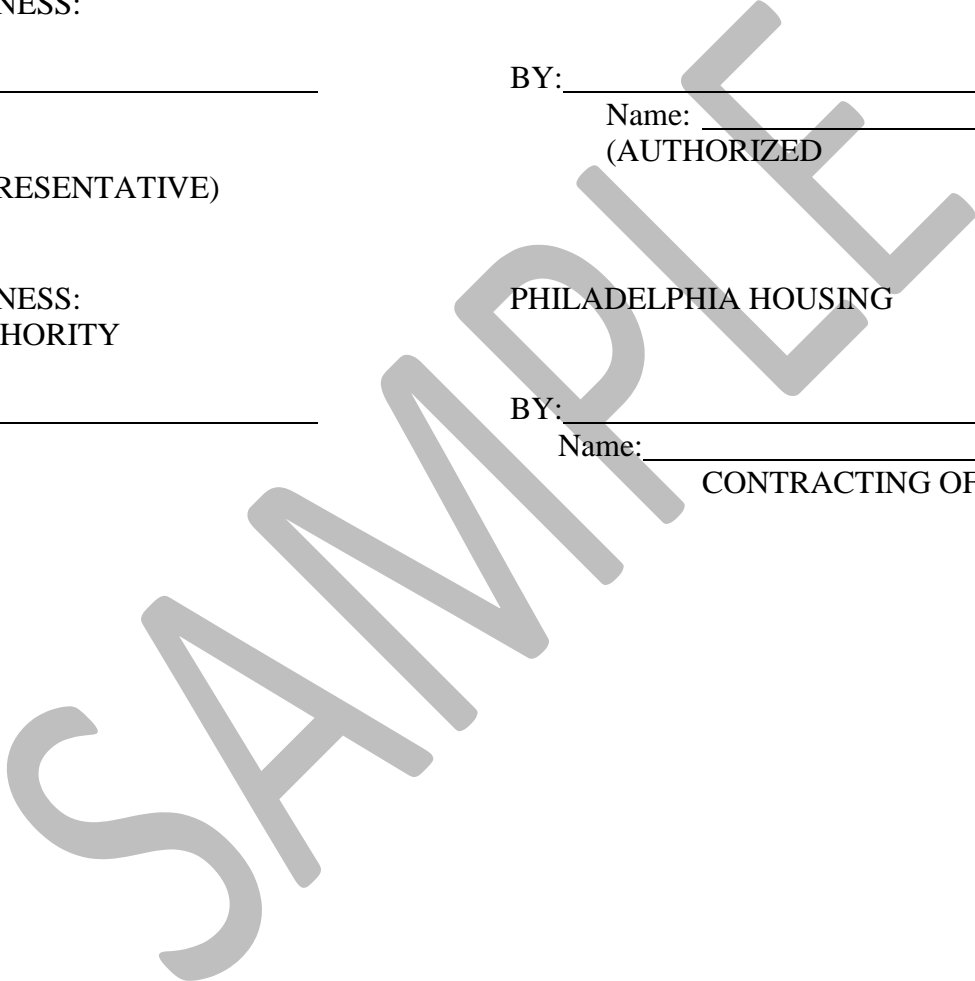 NESS:
BY:
Name:
(AUTHORIZED
RESENTATIVE)
NESS: PHILADELPHIA HOUSING
HORITY
BY:
Name:
CONTRACTING OF
SAMPLE